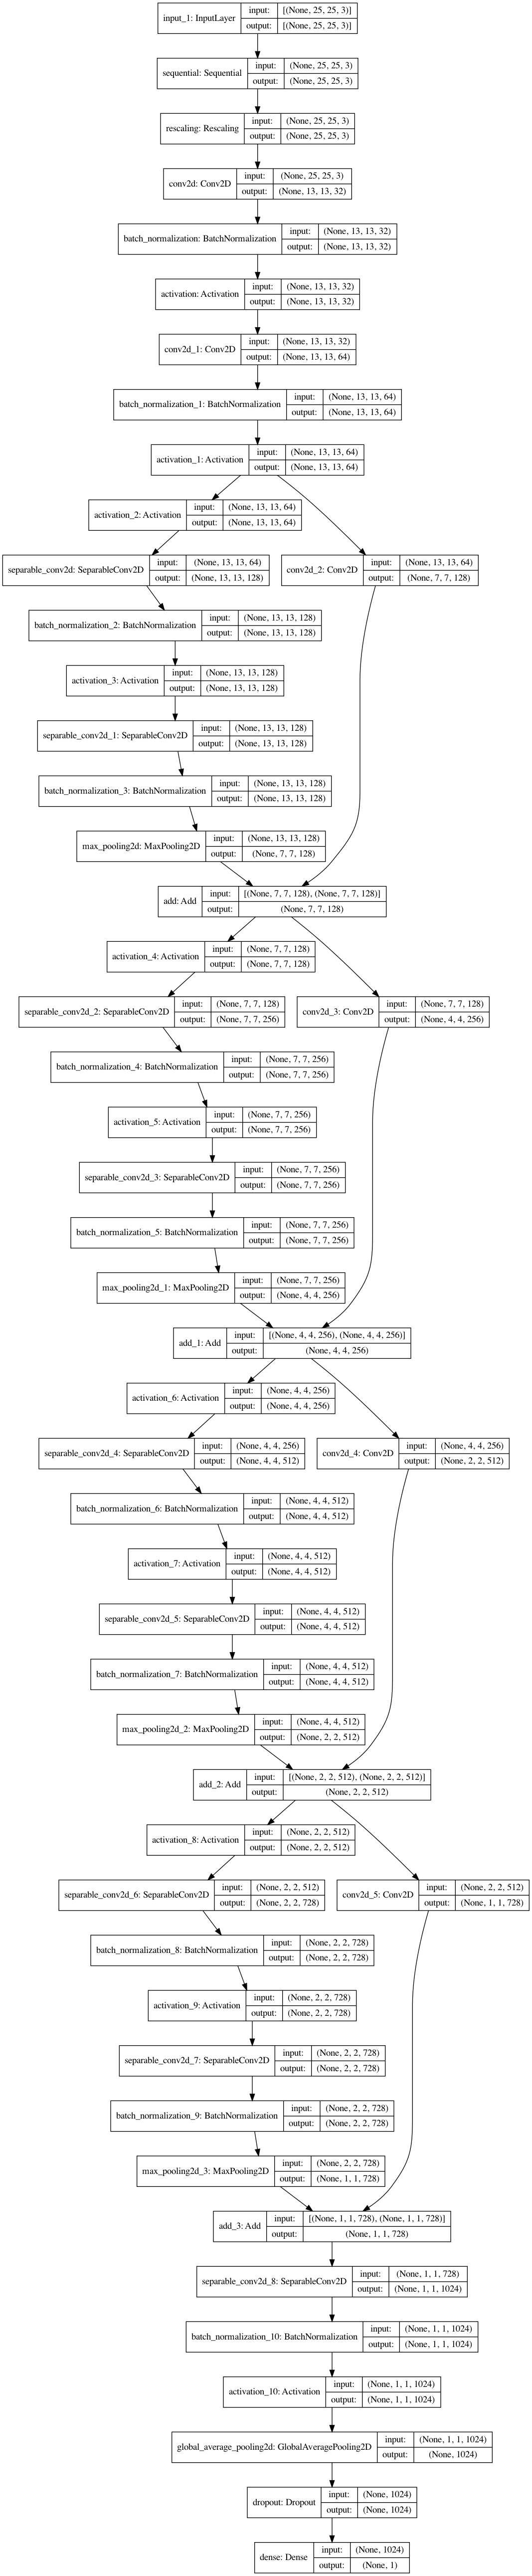 input_1: InputLayer
input: [(None, 25, 25, 3)]
output: [(None, 25, 25, 3)]
sequential: Sequential
input: (None, 25, 25, 3)
output: (None, 25, 25, 3)
rescaling: Rescaling
input: (None, 25, 25, 3)
output: (None, 25, 25, 3)
conv2d: Conv2D
input: (None, 25, 25, 3)
output: (None, 13, 13, 32)
batch_normalization: BatchNormalization
input: (None, 13, 13, 32)
output: (None, 13, 13, 32)
activation: Activation
input: (None, 13, 13, 32)
output: (None, 13, 13, 32)
conv2d_1: Conv2D
input: (None, 13, 13, 32)
output: (None, 13, 13, 64)
batch_normalization_1: BatchNormalization
input: (None, 13, 13, 64)
output: (None, 13, 13, 64)
activation_1: Activation
input: (None, 13, 13, 64)
output: (None, 13, 13, 64)
activation_2: Activation
input: (None, 13, 13, 64)
output: (None, 13, 13, 64)
separable_conv2d: SeparableConv2D
input: (None, 13, 13, 64)
output: (None, 13, 13, 128)
conv2d_2: Conv2D
input: (None, 13, 13, 64)
output: (None, 7, 7, 128)
batch_normalization_2: BatchNormalization
input: (None, 13, 13, 128)
output: (None, 13, 13, 128)
activation_3: Activation
input: (None, 13, 13, 128)
output: (None, 13, 13, 128)
separable_conv2d_1: SeparableConv2D
input: (None, 13, 13, 128)
output: (None, 13, 13, 128)
batch_normalization_3: BatchNormalization
input: (None, 13, 13, 128)
output: (None, 13, 13, 128)
max_pooling2d: MaxPooling2D
input: (None, 13, 13, 128)
output: (None, 7, 7, 128)
add: Add
input: [(None, 7, 7, 128), (None, 7, 7, 128)]
output: (None, 7, 7, 128)
activation_4: Activation
input: (None, 7, 7, 128)
output: (None, 7, 7, 128)
separable_conv2d_2: SeparableConv2D
input: (None, 7, 7, 128)
output: (None, 7, 7, 256)
conv2d_3: Conv2D
input: (None, 7, 7, 128)
output: (None, 4, 4, 256)
batch_normalization_4: BatchNormalization
input: (None, 7, 7, 256)
output: (None, 7, 7, 256)
activation_5: Activation
input: (None, 7, 7, 256)
output: (None, 7, 7, 256)
separable_conv2d_3: SeparableConv2D
input: (None, 7, 7, 256)
output: (None, 7, 7, 256)
batch_normalization_5: BatchNormalization
input: (None, 7, 7, 256)
output: (None, 7, 7, 256)
max_pooling2d_1: MaxPooling2D
input: (None, 7, 7, 256)
output: (None, 4, 4, 256)
add_1: Add
input: [(None, 4, 4, 256), (None, 4, 4, 256)]
output: (None, 4, 4, 256)
activation_6: Activation
input: (None, 4, 4, 256)
output: (None, 4, 4, 256)
separable_conv2d_4: SeparableConv2D
input: (None, 4, 4, 256)
output: (None, 4, 4, 512)
conv2d_4: Conv2D
input: (None, 4, 4, 256)
output: (None, 2, 2, 512)
batch_normalization_6: BatchNormalization
input: (None, 4, 4, 512)
output: (None, 4, 4, 512)
activation_7: Activation
input: (None, 4, 4, 512)
output: (None, 4, 4, 512)
separable_conv2d_5: SeparableConv2D
input: (None, 4, 4, 512)
output: (None, 4, 4, 512)
batch_normalization_7: BatchNormalization
input: (None, 4, 4, 512)
output: (None, 4, 4, 512)
max_pooling2d_2: MaxPooling2D
input: (None, 4, 4, 512)
output: (None, 2, 2, 512)
add_2: Add
input: [(None, 2, 2, 512), (None, 2, 2, 512)]
output: (None, 2, 2, 512)
activation_8: Activation
input: (None, 2, 2, 512)
output: (None, 2, 2, 512)
separable_conv2d_6: SeparableConv2D
input: (None, 2, 2, 512)
output: (None, 2, 2, 728)
conv2d_5: Conv2D
input: (None, 2, 2, 512)
output: (None, 1, 1, 728)
batch_normalization_8: BatchNormalization
input: (None, 2, 2, 728)
output: (None, 2, 2, 728)
activation_9: Activation
input: (None, 2, 2, 728)
output: (None, 2, 2, 728)
separable_conv2d_7: SeparableConv2D
input: (None, 2, 2, 728)
output: (None, 2, 2, 728)
batch_normalization_9: BatchNormalization
input: (None, 2, 2, 728)
output: (None, 2, 2, 728)
max_pooling2d_3: MaxPooling2D
input: (None, 2, 2, 728)
output: (None, 1, 1, 728)
add_3: Add
input: [(None, 1, 1, 728), (None, 1, 1, 728)]
output: (None, 1, 1, 728)
separable_conv2d_8: SeparableConv2D
input: (None, 1, 1, 728)
output: (None, 1, 1, 1024)
batch_normalization_10: BatchNormalization
input: (None, 1, 1, 1024)
output: (None, 1, 1, 1024)
activation_10: Activation
input: (None, 1, 1, 1024)
output: (None, 1, 1, 1024)
global_average_pooling2d: GlobalAveragePooling2D
input: (None, 1, 1, 1024)
output: (None, 1024)
dropout: Dropout
input: (None, 1024)
output: (None, 1024)
dense: Dense
input: (None, 1024)
output: (None, 1)